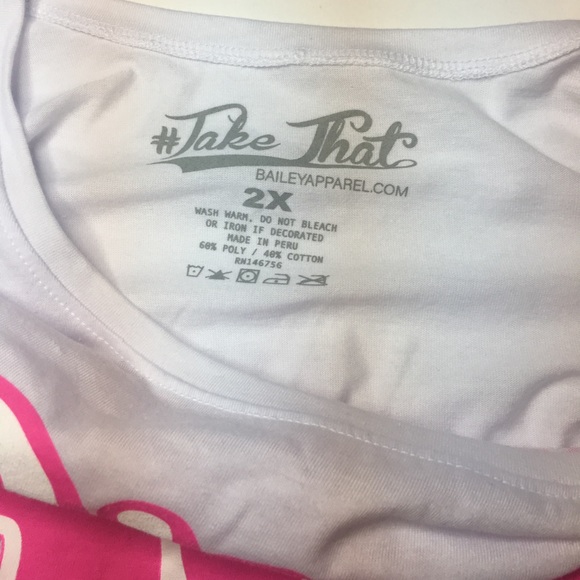 #Take That
BAILEYAPPAREL.COM
2X
WASH WARM, DO NOT BLEACH
OR IRON IF DECORATED
MADE IN PERU
60% POLY / 40% COTTON
RN146756